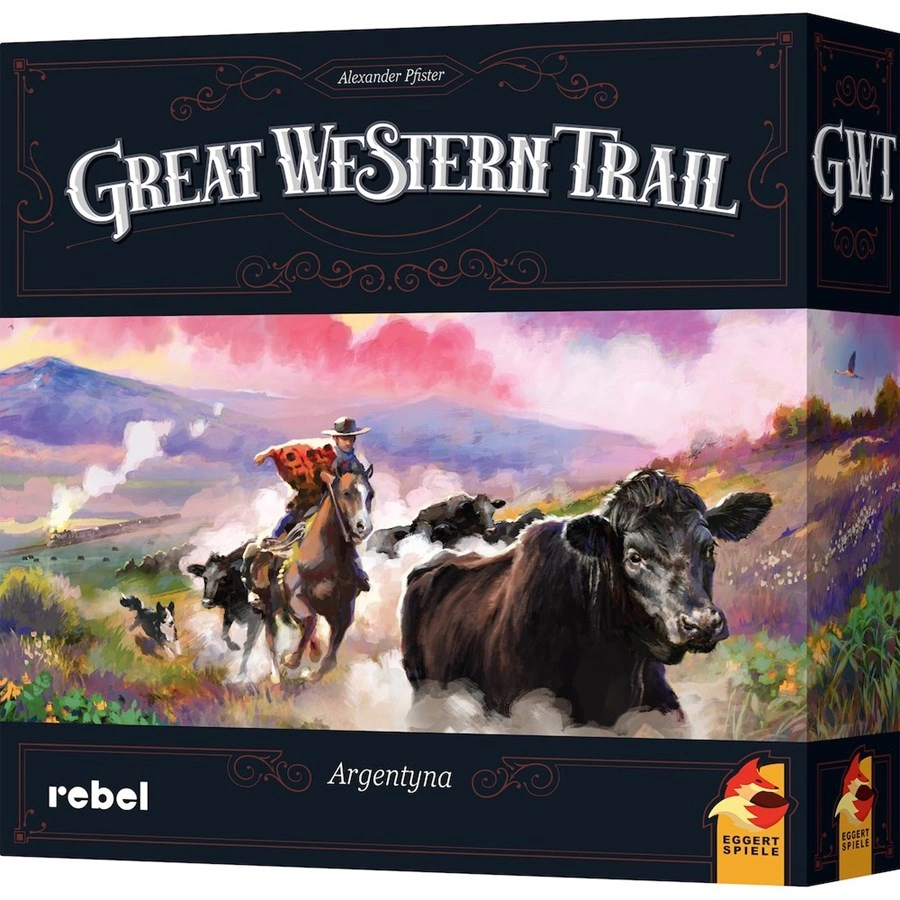 Alexander Pfister
GREAT WESTERN TRAIL
GWT
Argentyna
rebel
EGGERT
SPIELE
EGGERT
SPIELE